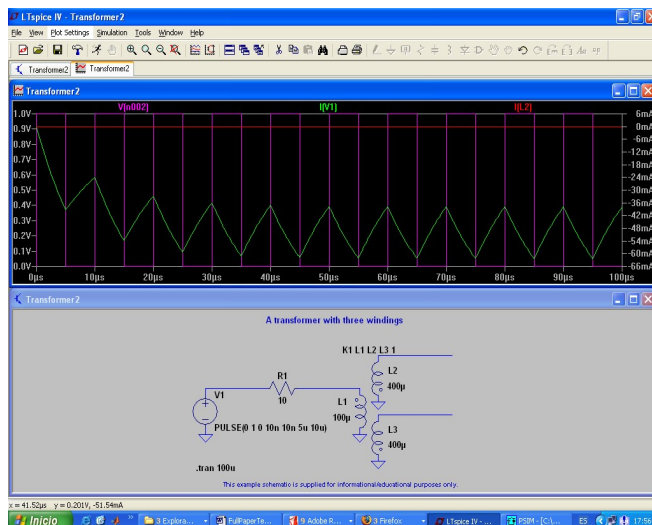 LTspice IV - Transformer2
File View Plot Settings Simulation Tools Window Help
Transformer2 Transformer2
Transformer2
V[n002] I(V1) I(L2)
1.0V 6mA
0.9V 0mA
0.8V -6mA
0.7V -12mA
-18mA
0.6V -24mA
0.5V -30mA
0.4V -36mA
0.3V -42mA
0.2V -48mA
0.1V -54mA
-60mA
0.0V -66mA
0µs 10µs 20µs 30µs 40µs 50µs 60µs 70µs 80µs 90µs 100µs
Transformer2
A transformer with three windings
K1 L1 L2 L3 1
L2
400µ
R1
10
V1
L1
100µ
PULSE(0 1 0 10n 10n 5u 10u)
L3
400µ
.tran 100u
This example schematic is supplied for informational/educational purposes only.
x = 41.52µs y = 0.201V, -51.54mA
Inicio 3 Explora... FullPaperTe... 9 Adobe R... 3 Firefox LTspice IV - ... PSIM - [C:\... ES 17:56